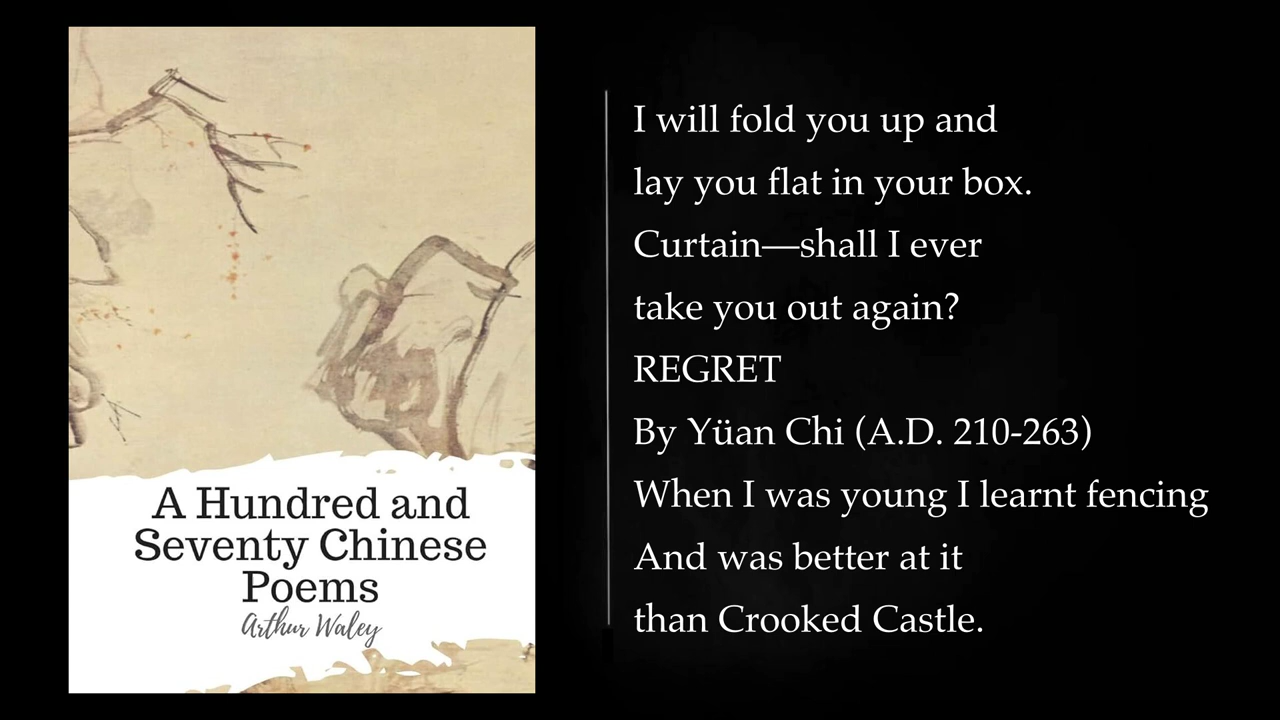 A Hundred and
Seventy Chinese
Poems
Arthur Waley
I will fold you up and
lay you flat in your box.
Curtain—shall I ever
take you out again?
REGRET
By Yüan Chi (A.D. 210-263)
When I was young I learnt fencing
And was better at it
than Crooked Castle.